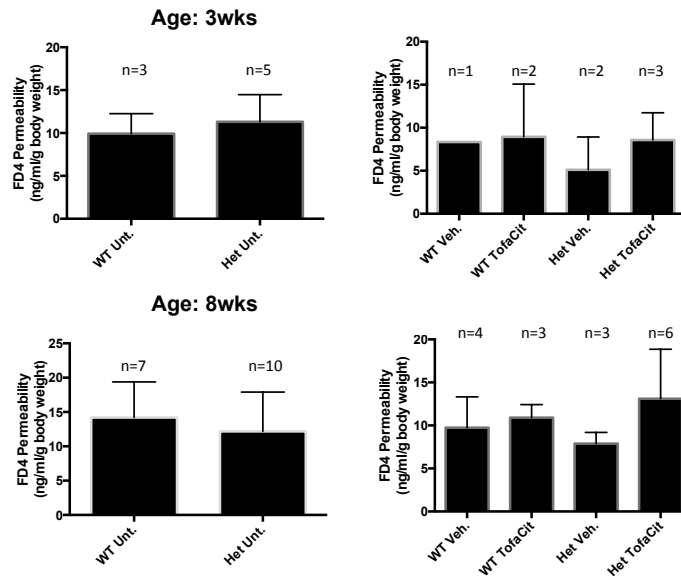 Age: 3wks
FD4 Permeability
(ng/ml/g body weight)
20
15
10
5
0
n=3
n=5
WT Unt.
Het Unt.
FD4 Permeability
(ng/ml/g body weight)
20
15
10
5
0
n=1
n=2
n=2
n=3
WT Veh.
WT TofaCit
Het Veh.
Het TofaCit
Age: 8wks
FD4 Permeability
(ng/ml/g body weight)
25
20
15
10
5
0
n=7
n=10
WT Unt.
Het Unt.
FD4 Permeability
(ng/ml/g body weight)
20
15
10
5
0
n=4
n=3
n=3
n=6
WT Veh.
WT TofaCit
Het Veh.
Het TofaCit